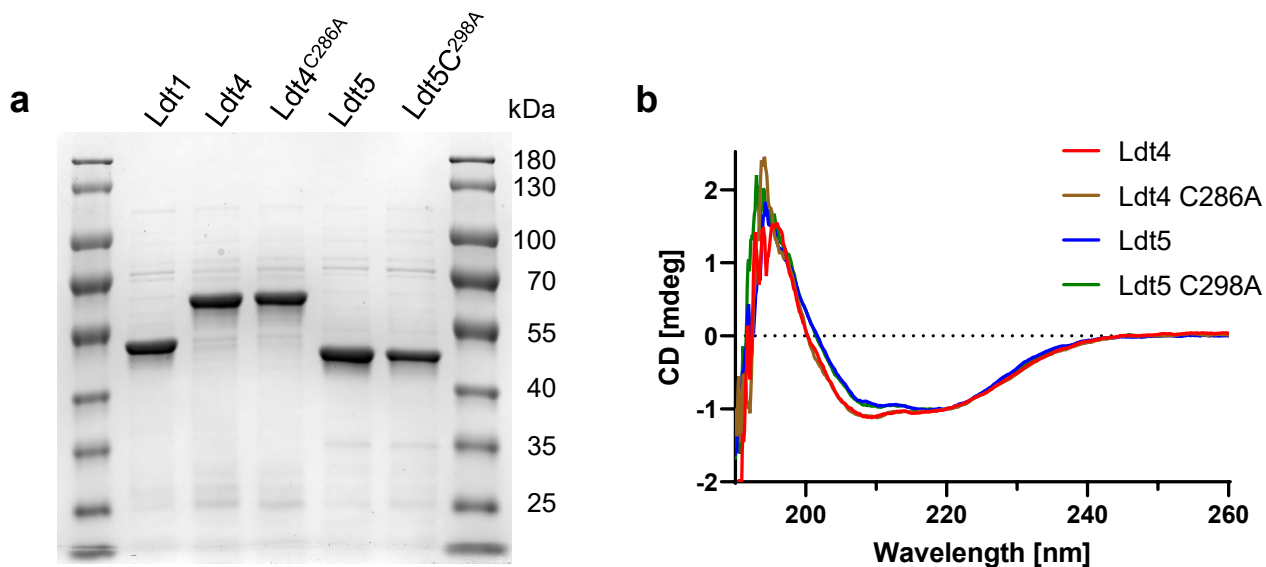 a
Ldt1
Ldt4
Ldt4C286A
Ldt5
Ldt5C298A
kDa
180
130
100
70
55
40
35
25
b
Ldt4
Ldt4 C286A
Ldt5
Ldt5 C298A
CD [mdeg]
2
1
0
-1
-2
200
220
240
260
Wavelength [nm]